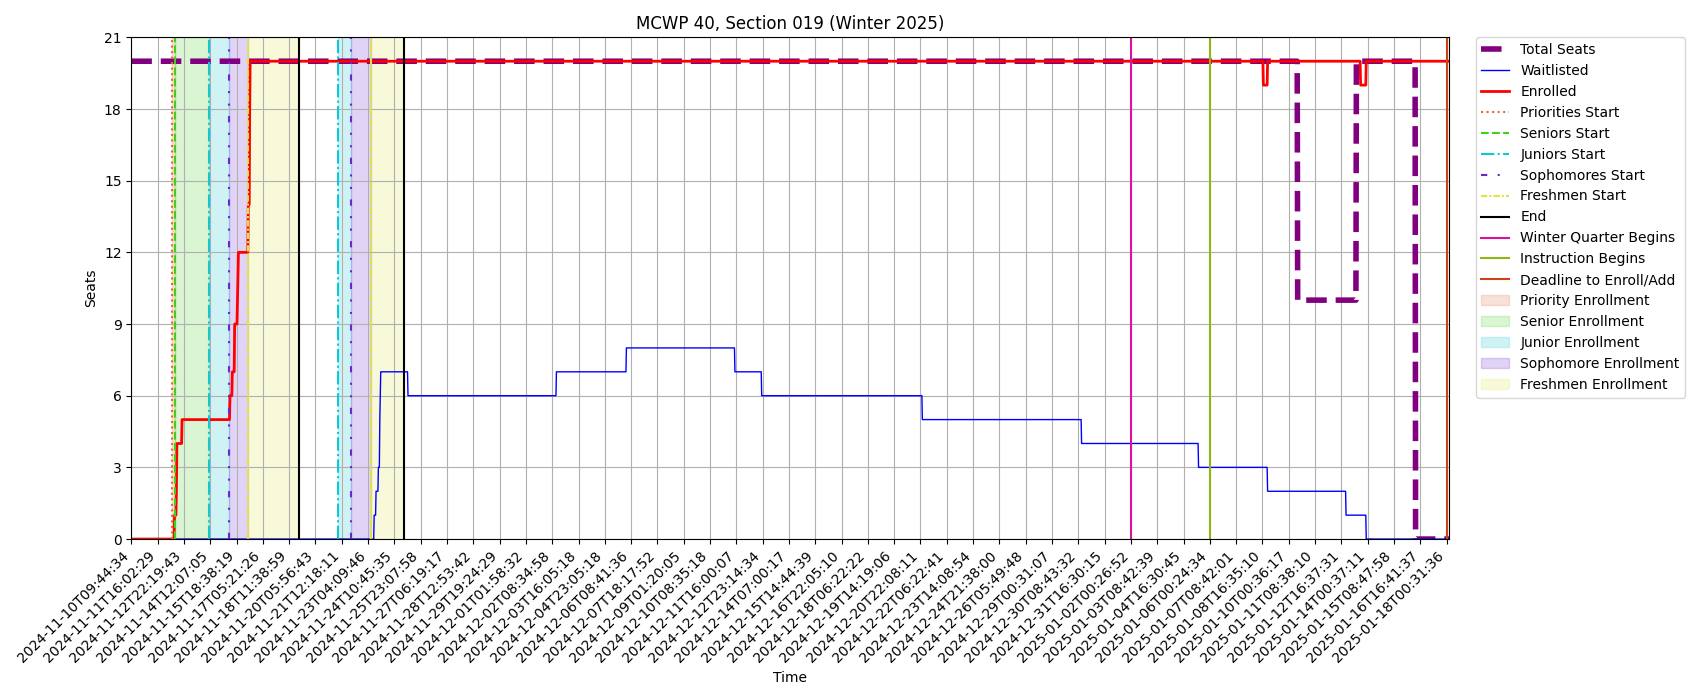 MCWP 40, Section 019 (Winter 2025)
21
18
15
12
9
6
3
0
Seats
2024-11-10T09:44:34
2024-11-11T16:02:29
2024-11-12T22:19:43
2024-11-14T12:07:05
2024-11-15T18:38:19
2024-11-17T05:21:26
2024-11-18T11:38:59
2024-11-20T05:56:43
2024-11-21T12:18:11
2024-11-23T04:09:46
2024-11-24T10:45:35
2024-11-25T23:07:58
2024-11-27T06:19:17
2024-11-28T12:53:42
2024-11-29T19:24:29
2024-12-01T01:58:32
2024-12-02T08:34:58
2024-12-03T16:05:18
2024-12-04T23:05:18
2024-12-06T08:41:36
2024-12-07T18:17:52
2024-12-09T01:20:05
2024-12-10T08:35:18
2024-12-11T16:00:07
2024-12-12T23:14:34
2024-12-14T07:00:17
2024-12-15T14:44:39
2024-12-16T22:05:10
2024-12-18T06:22:22
2024-12-19T14:19:06
2024-12-20T22:08:11
2024-12-22T06:22:41
2024-12-23T14:08:54
2024-12-24T21:38:00
2024-12-26T05:49:48
2024-12-29T00:31:07
2024-12-30T08:43:32
2024-12-31T16:30:15
2025-01-02T00:26:52
2025-01-03T08:42:39
2025-01-04T16:30:45
2025-01-06T00:24:34
2025-01-07T08:42:01
2025-01-08T16:35:10
2025-01-10T00:36:17
2025-01-11T08:38:10
2025-01-12T16:37:31
2025-01-14T00:37:11
2025-01-15T08:47:58
2025-01-16T16:41:37
2025-01-18T00:31:36
Time
Total Seats
Waitlisted
Enrolled
Priorities Start
Seniors Start
Juniors Start
Sophomores Start
Freshmen Start
End
Winter Quarter Begins
Instruction Begins
Deadline to Enroll/Add
Priority Enrollment
Senior Enrollment
Junior Enrollment
Sophomore Enrollment
Freshmen Enrollment